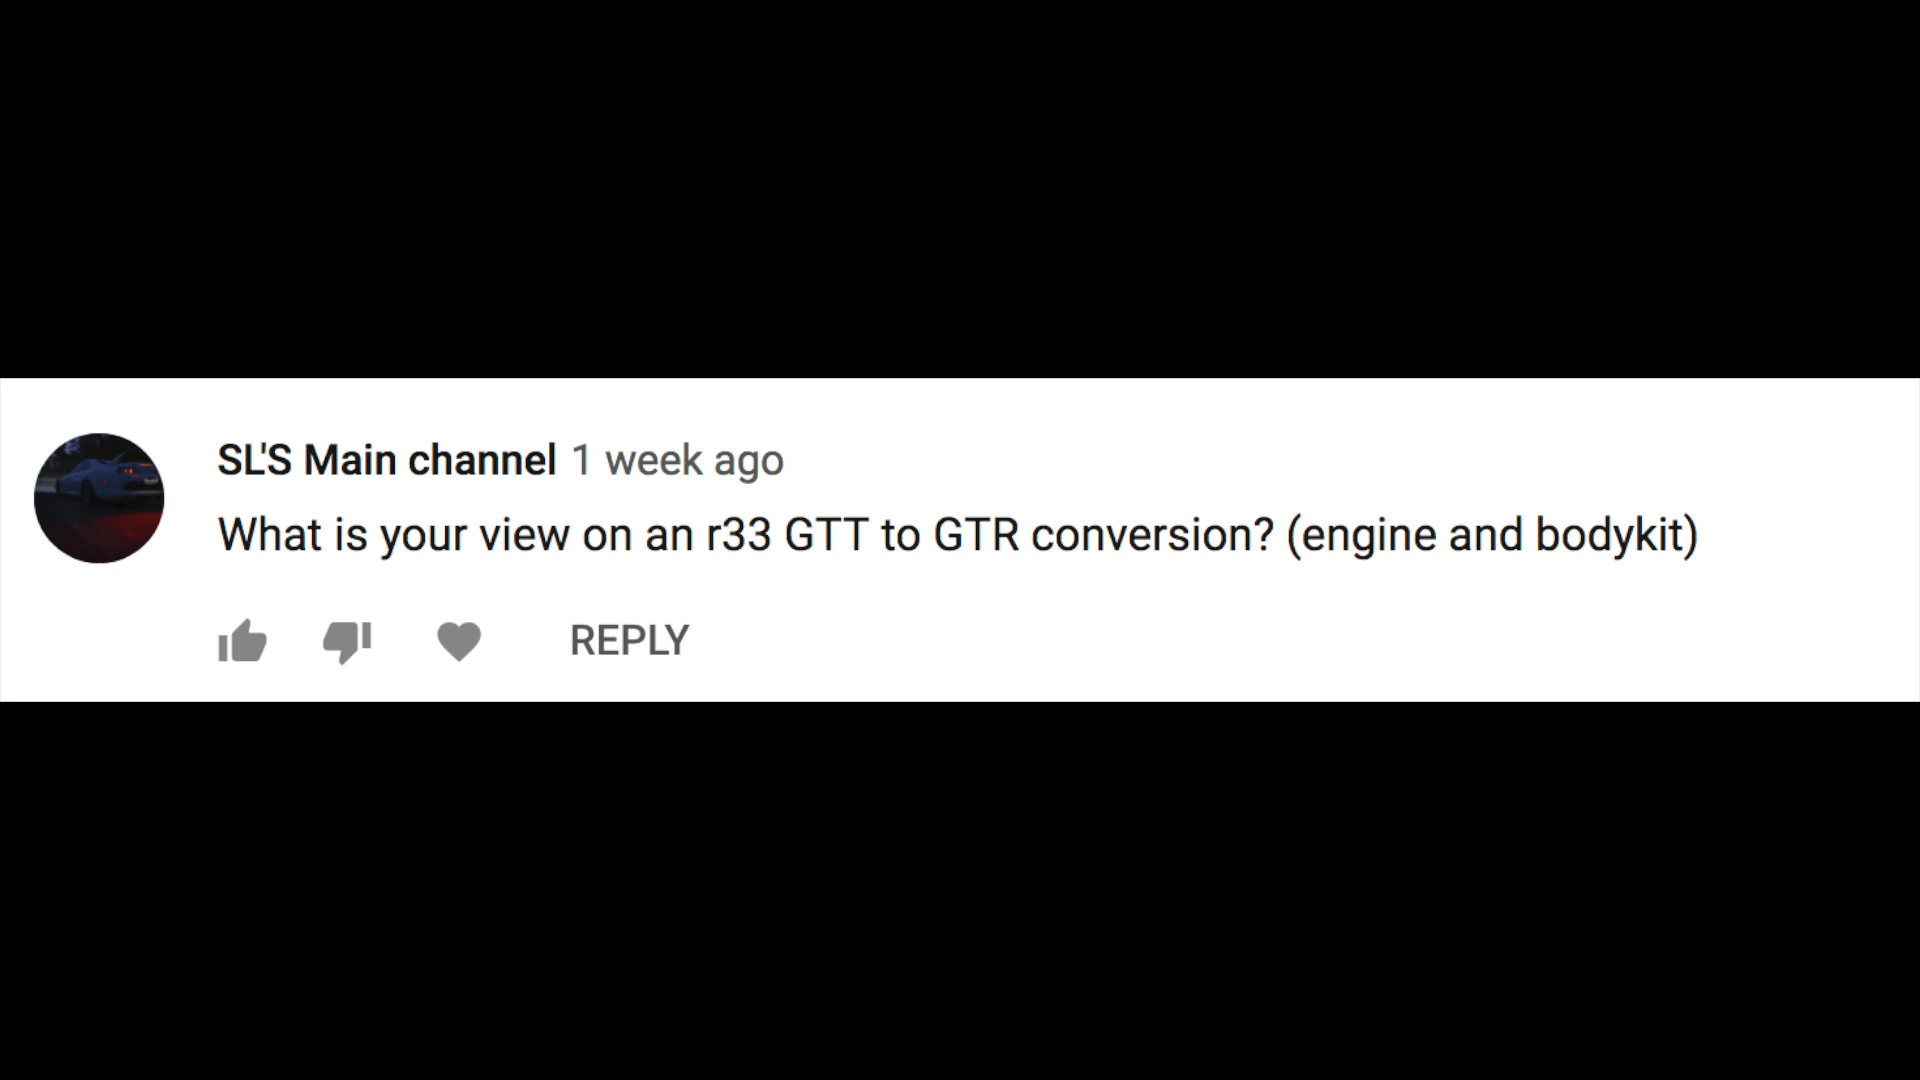 SL'S Main channel 1 week ago
What is your view on an r33 GTT to GTR conversion? (engine and bodykit)
REPLY